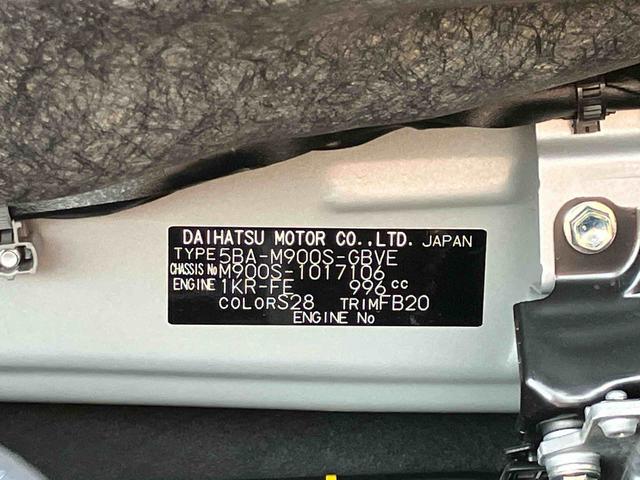 DAIHATSU MOTOR CO.,LTD. JAPAN
TYPE 5BA-M900S-GBVE
CHASSIS No M900S-1017106
ENGINE 1KR-FE 996cc
COLOR S28 TRIM FB20
ENGINE No